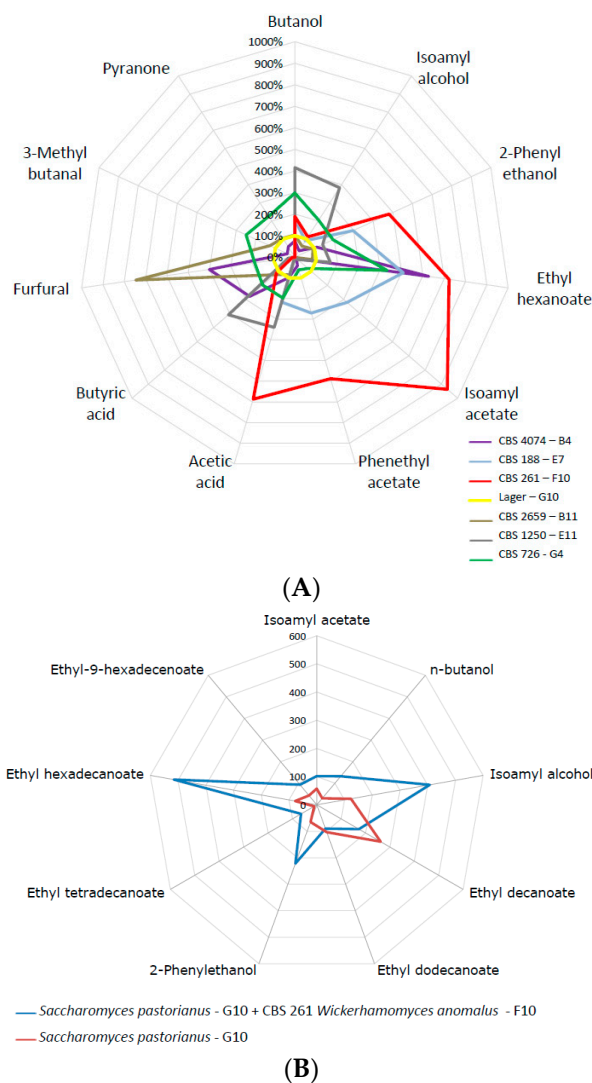 Butanol
1000%
900%
800%
700%
600%
500%
400%
300%
200%
100%
0%
Isoamyl
alcohol
2-Phenyl
ethanol
Ethyl
hexanoate
Isoamyl
acetate
Phenethyl
acetate
Acetic
acid
Butyric
acid
Furfural
3-Methyl
butanal
Pyranone
CBS 4074 – B4
CBS 188 – E7
CBS 261 – F10
Lager – G10
CBS 2659 – B11
CBS 1250 – E11
CBS 726 - G4
(A)
Isoamyl acetate
600
500
400
300
200
100
0
n-butanol
Isoamyl alcohol
Ethyl decanoate
Ethyl dodecanoate
2-Phenylethanol
Ethyl tetradecanoate
Ethyl hexadecanoate
Ethyl-9-hexadecenoate
Saccharomyces pastorianus - G10 + CBS 261 Wickerhamomyces anomalus - F10
Saccharomyces pastorianus - G10
(B)